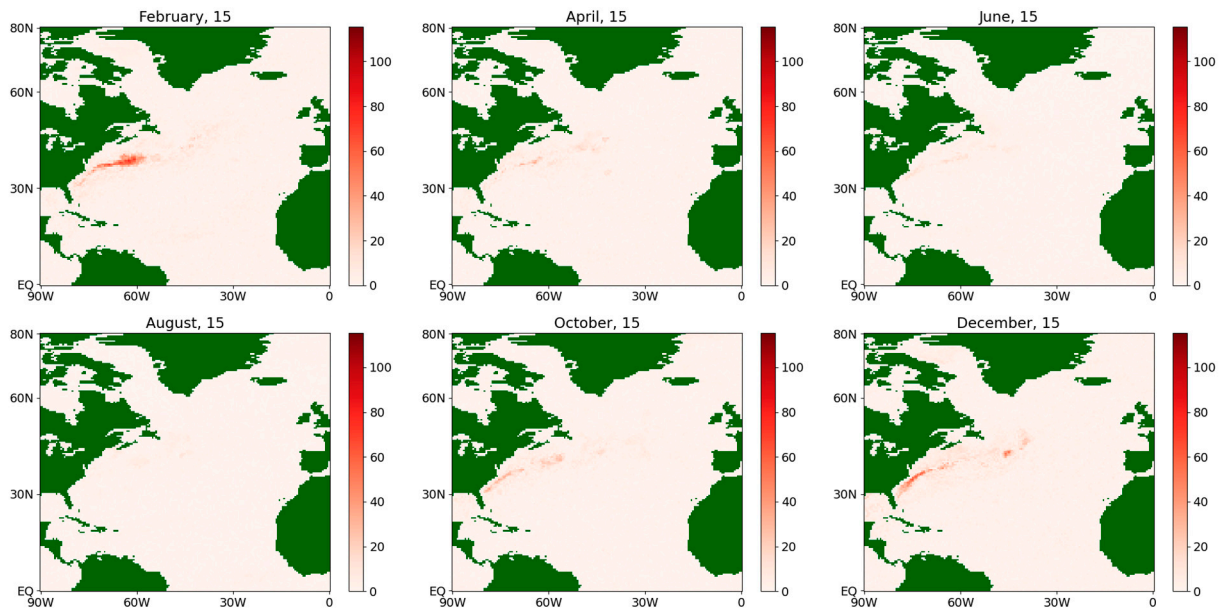 February, 15
April, 15
June, 15
80N
60N
30N
EQ
90W 60W 30W 0
100
80
60
40
20
0
80N
60N
30N
EQ
90W 60W 30W 0
100
80
60
40
20
0
80N
60N
30N
EQ
90W 60W 30W 0
100
80
60
40
20
0
August, 15
October, 15
December, 15
80N
60N
30N
EQ
90W 60W 30W 0
100
80
60
40
20
0
80N
60N
30N
EQ
90W 60W 30W 0
100
80
60
40
20
0
80N
60N
30N
EQ
90W 60W 30W 0
100
80
60
40
20
0